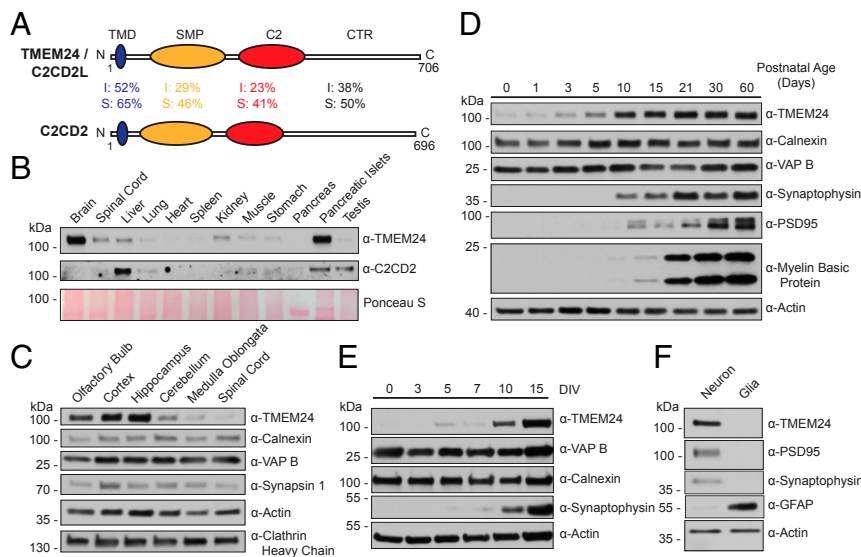 A
TMD SMP C2 CTR
TMEM24 /
C2CD2L
N C
1 706
I: 52% I: 29% I: 23% I: 38%
S: 65% S: 46% S: 41% S: 50%
C2CD2
N C
1 696
B
Brain Spinal Cord Liver Lung Heart Spleen Kidney Muscle Stomach Pancreas Pancreatic Islets Testis
kDa
100 - α-TMEM24
100 - α-C2CD2
100 - Ponceau S
C
Olfactory Bulb Cortex Hippocampus Cerebellum Medulla Oblongata Spinal Cord
kDa
100 - α-TMEM24
100 - α-Calnexin
25 - α-VAP B
70 - α-Synapsin 1
35 - α-Actin
130 - α-Clathrin
Heavy Chain
D
Postnatal Age
(Days)
0 1 3 5 10 15 21 30 60
kDa
100 - α-TMEM24
100 - α-Calnexin
25 - α-VAP B
35 - α-Synaptophysin
100 - α-PSD95
25 -
α-Myelin Basic
Protein
40 - α-Actin
E
0 3 5 7 10 15 DIV
kDa
100 - α-TMEM24
25 - α-VAP B
100 - α-Calnexin
55 - α-Synaptophysin
55 -
35 - α-Actin
F
Neuron Glia
kDa
100 - α-TMEM24
100 - α-PSD95
35 - α-Synaptophysin
55 - α-GFAP
35 - α-Actin